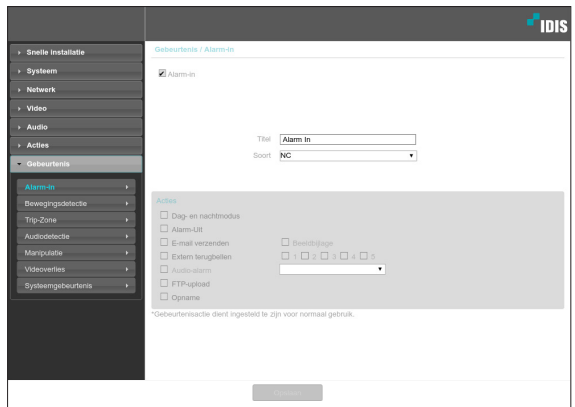 IDIS
Snelle installatie
Systeem
Netwerk
Video
Audio
Acties
Gebeurtenis
Alarm-in
Bewegingsdetectie
Trip-Zone
Audiodetectie
Manipulatie
Videoverlies
Systeemgebeurtenis
Gebeurtenis / Alarm-in
Alarm-in
Titel Alarm In
Soort NC
Acties
Dag- en nachtmodus
Alarm-Uit
E-mail verzenden Beeldbijlage
Extern terugbellen 1 2 3 4 5
Audio-alarm
FTP-upload
Opname
*Gebeurtenisactie dient ingesteld te zijn voor normaal gebruik.